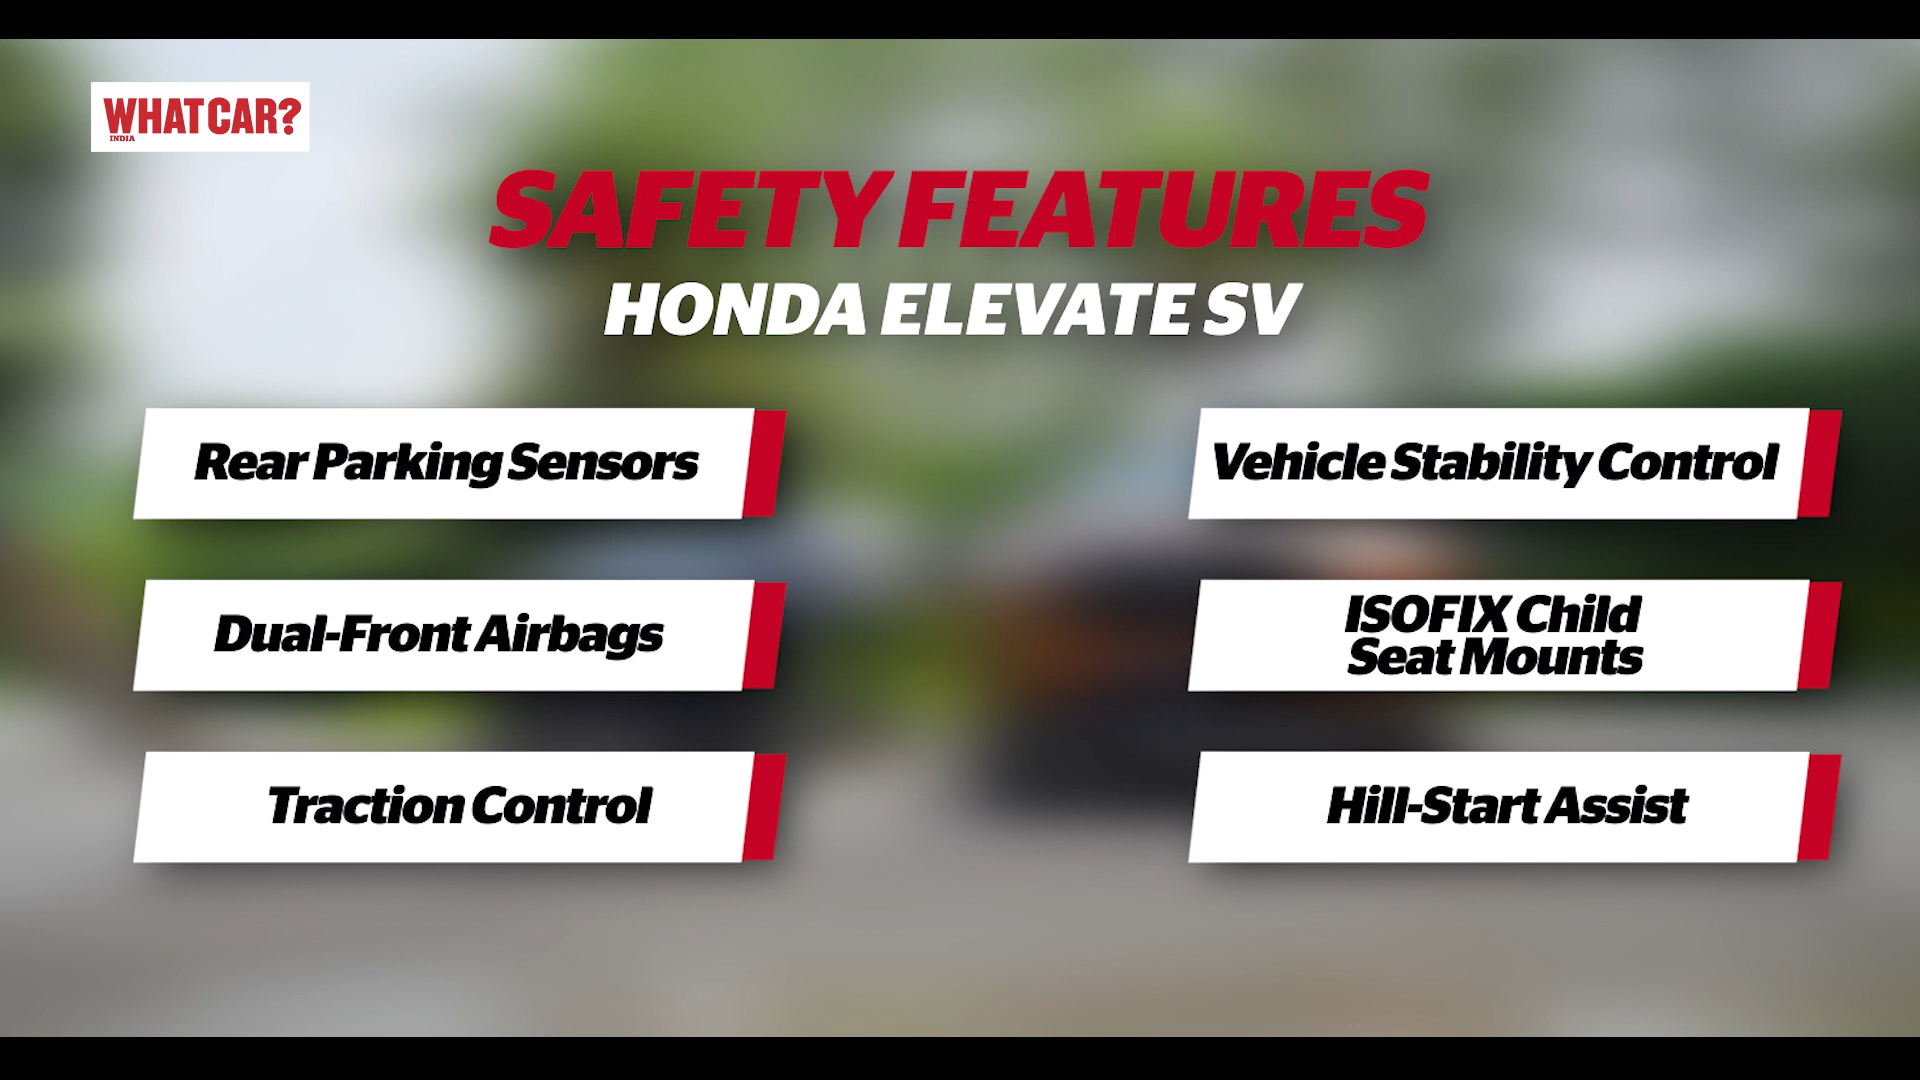 WHAT CAR?
INDIA
SAFETY FEATURES
HONDA ELEVATE SV
Rear Parking Sensors
Vehicle Stability Control
Dual-Front Airbags
ISOFIX Child
Seat Mounts
Traction Control
Hill-Start Assist